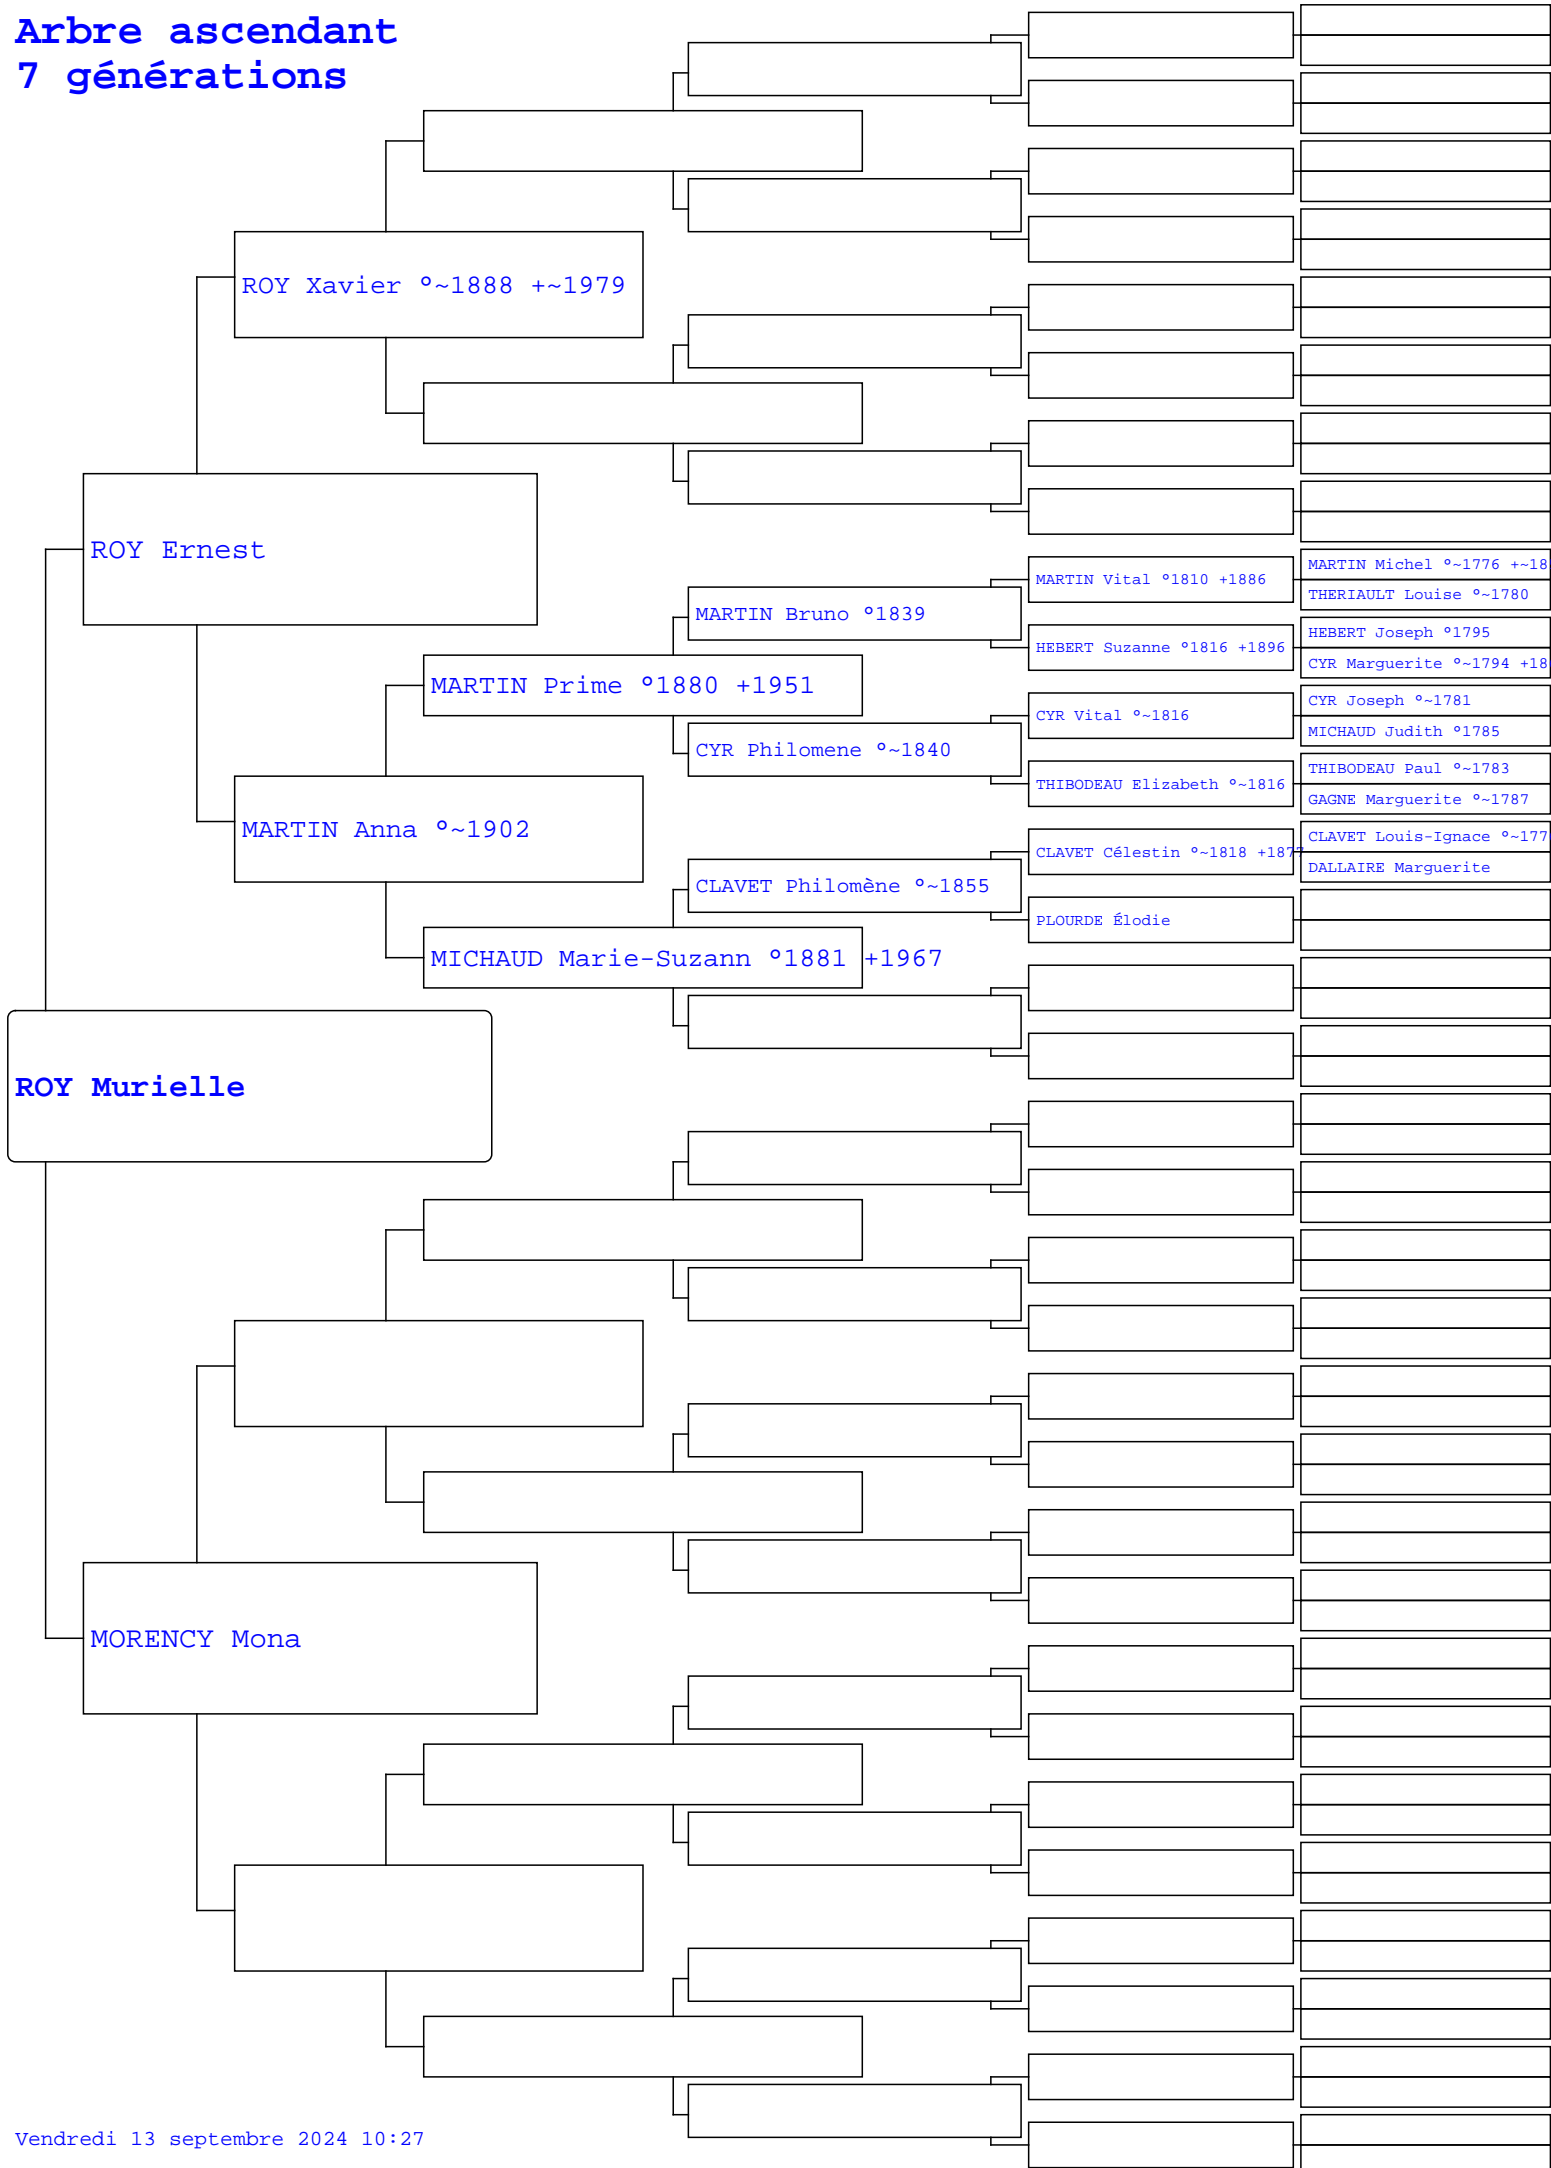 Arbre ascendant
7 générations
ROY Xavier °~1888 +~1979
ROY Ernest
MARTIN Michel °~1776 +~18
MARTIN Vital °1810 +1886
THERIAULT Louise °~1780
MARTIN Bruno °1839
HEBERT Joseph °1795
HEBERT Suzanne °1816 +1896
CYR Marguerite °~1794 +18
MARTIN Prime °1880 +1951
CYR Joseph °~1781
CYR Vital °~1816
MICHAUD Judith °1785
CYR Philomene °~1840
THIBODEAU Paul °~1783
THIBODEAU Elizabeth °~1816
GAGNE Marguerite °~1787
MARTIN Anna °~1902
CLAVET Louis-Ignace °~177
CLAVET Célestin °~1818 +1877
DALLAIRE Marguerite
CLAVET Philomène °~1855
PLOURDE Élodie
MICHAUD Marie-Suzann °1881 +1967
ROY Murielle
MORENCY Mona
Vendredi 13 septembre 2024 10:27